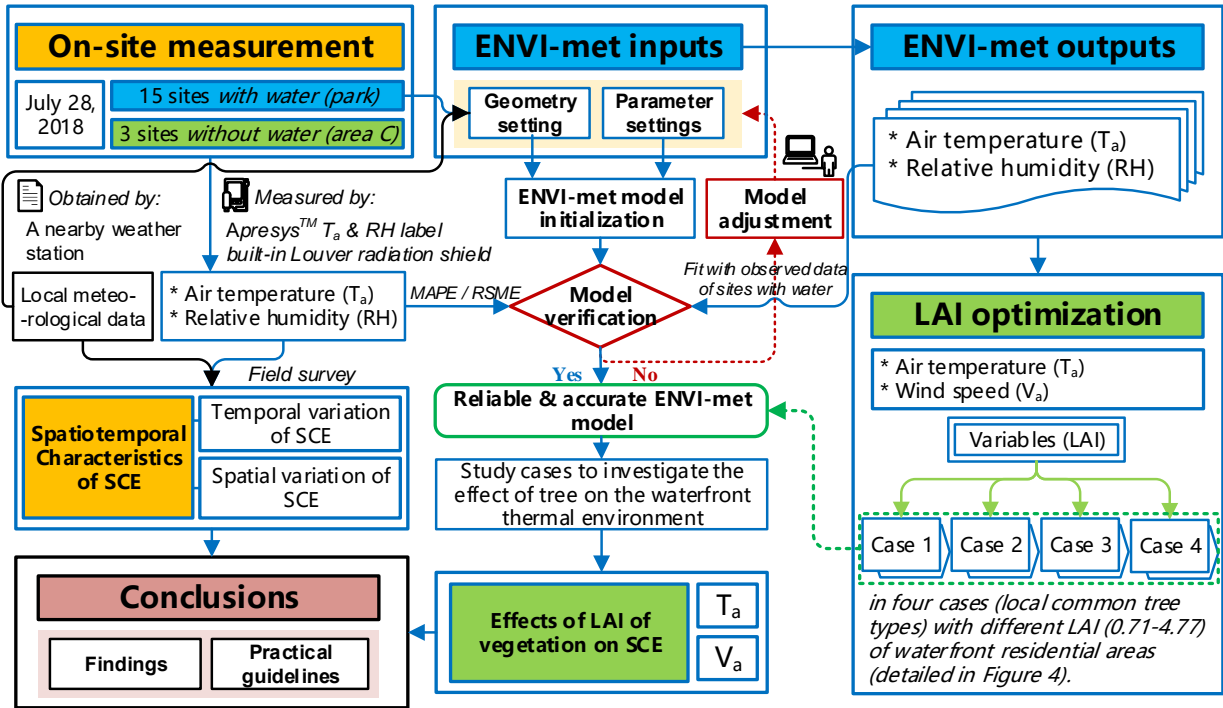 On-site measurement
July 28,
2018
15 sites with water (park)
3 sites without water (area C)
Obtained by:
A nearby weather
station
Measured by:
Apresys™ Tₐ & RH label
built-in Louver radiation shield
Local meteo-
-rological data
* Air temperature (Tₐ)
* Relative humidity (RH)
MAPE / RSME
Field survey
Spatiotemporal
Characteristics
of SCE
Temporal variation
of SCE
Spatial variation of
SCE
Conclusions
Findings
Practical
guidelines
ENVI-met inputs
Geometry
setting
Parameter
settings
ENVI-met model
initialization
Model
adjustment
Model
verification
Fit with observed data
of sites with water
Yes
No
Reliable & accurate ENVI-met
model
Study cases to investigate the
effect of tree on the waterfront
thermal environment
Effects of LAI of
vegetation on SCE
Tₐ
Vₐ
ENVI-met outputs
* Air temperature (Tₐ)
* Relative humidity (RH)
LAI optimization
* Air temperature (Tₐ)
* Wind speed (Vₐ)
Variables (LAI)
Case 1
Case 2
Case 3
Case 4
in four cases (local common tree
types) with different LAI (0.71-4.77)
of waterfront residential areas
(detailed in Figure 4).